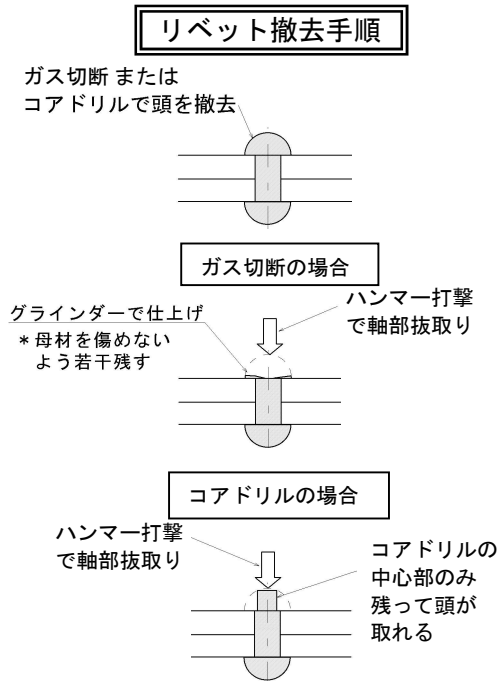 リベット撤去手順
ガス切断 または
コアドリルで頭を撤去
ガス切断の場合
ハンマー打撃
で軸部抜取り
グラインダーで仕上げ
＊母材を傷めない
よう若干残す
コアドリルの場合
ハンマー打撃
で軸部抜取り
コアドリルの
中心部のみ
残って頭が
取れる